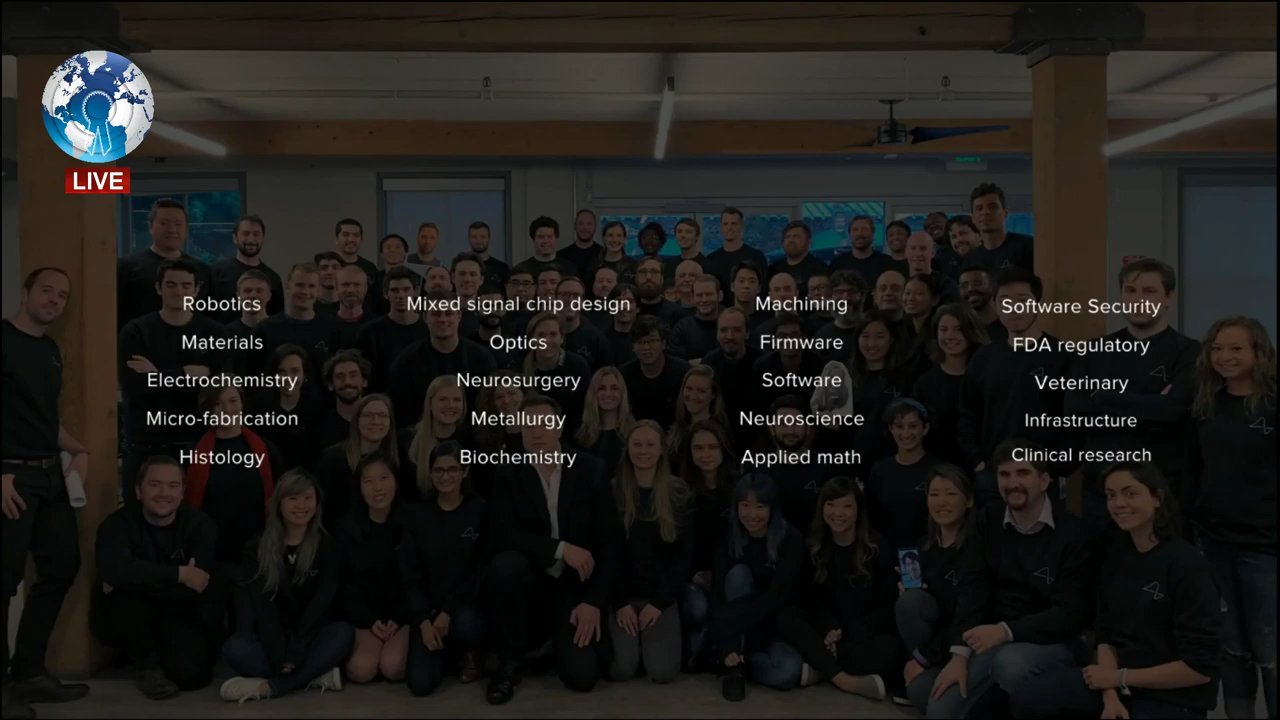 LIVE
Robotics
Materials
Electrochemistry
Micro-fabrication
Histology
Mixed signal chip design
Optics
Neurosurgery
Metallurgy
Biochemistry
Machining
Firmware
Software
Neuroscience
Applied math
Software Security
FDA regulatory
Veterinary
Infrastructure
Clinical research